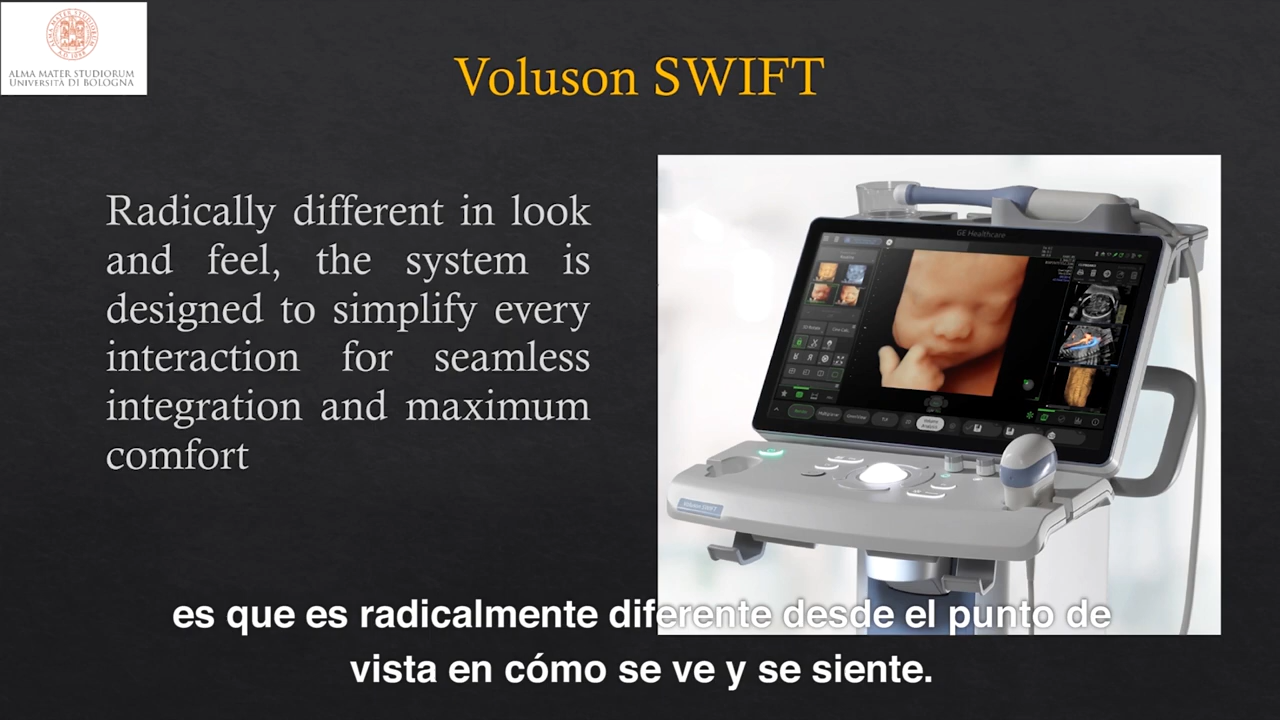 ALMA MATER STUDIORUM
UNIVERSITÀ DI BOLOGNA
Voluson SWIFT
Radically different in look
and feel, the system is
designed to simplify every
interaction for seamless
integration and maximum
comfort
GE Healthcare
Voluson SWIFT
es que es radicalmente diferente desde el punto de
vista en cómo se ve y se siente.